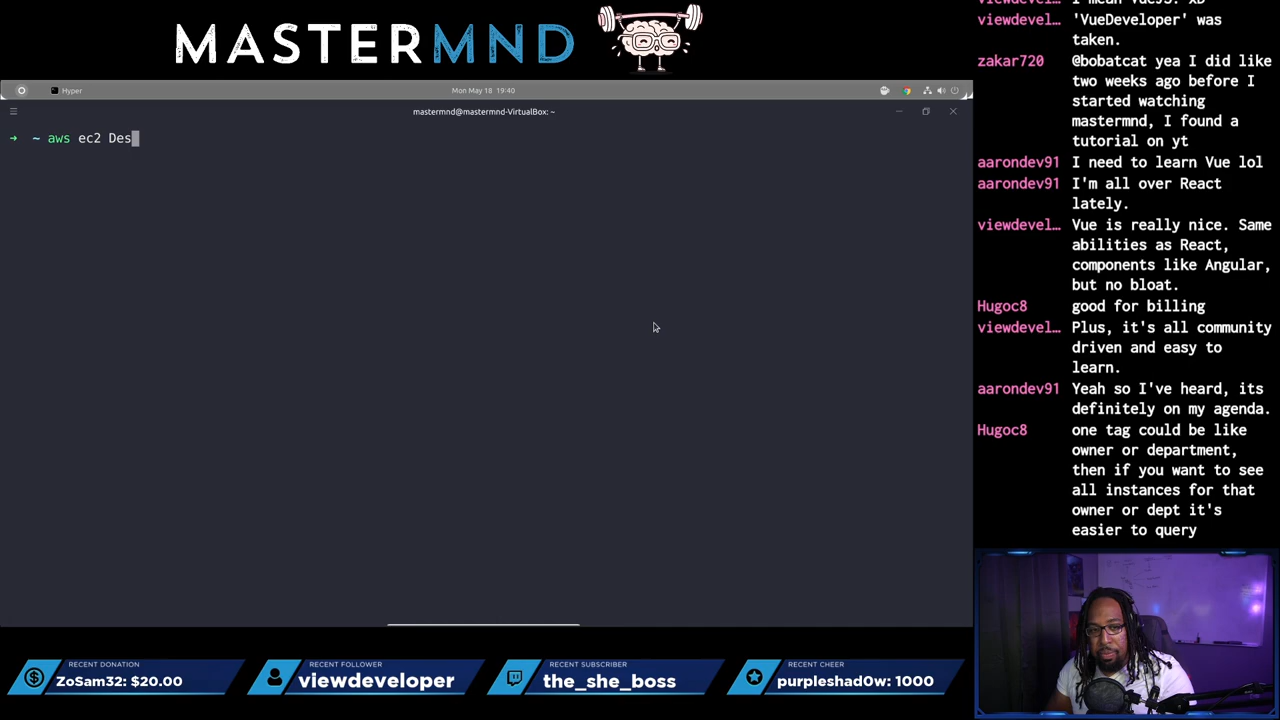 MASTERMND
Hyper
Mon May 18 19:40
mastermnd@mastermnd-VirtualBox: ~
➜ ~ aws ec2 Des
viewdevel…
'VueDeveloper' was
taken.
zakar720 @bobatcat yea I did like
two weeks ago before I
started watching
mastermnd, I found a
tutorial on yt
aarondev91 I need to learn Vue lol
aarondev91 I'm all over React
lately.
viewdevel… Vue is really nice. Same
abilities as React,
components like Angular,
but no bloat.
Hugoc8 good for billing
viewdevel… Plus, it's all community
driven and easy to
learn.
aarondev91 Yeah so I've heard, its
definitely on my agenda.
Hugoc8 one tag could be like
owner or department,
then if you want to see
all instances for that
owner or dept it's
easier to query
RECENT DONATION
ZoSam32: $20.00
RECENT FOLLOWER
viewdeveloper
RECENT SUBSCRIBER
the_she_boss
RECENT CHEER
purpleshad0w: 1000